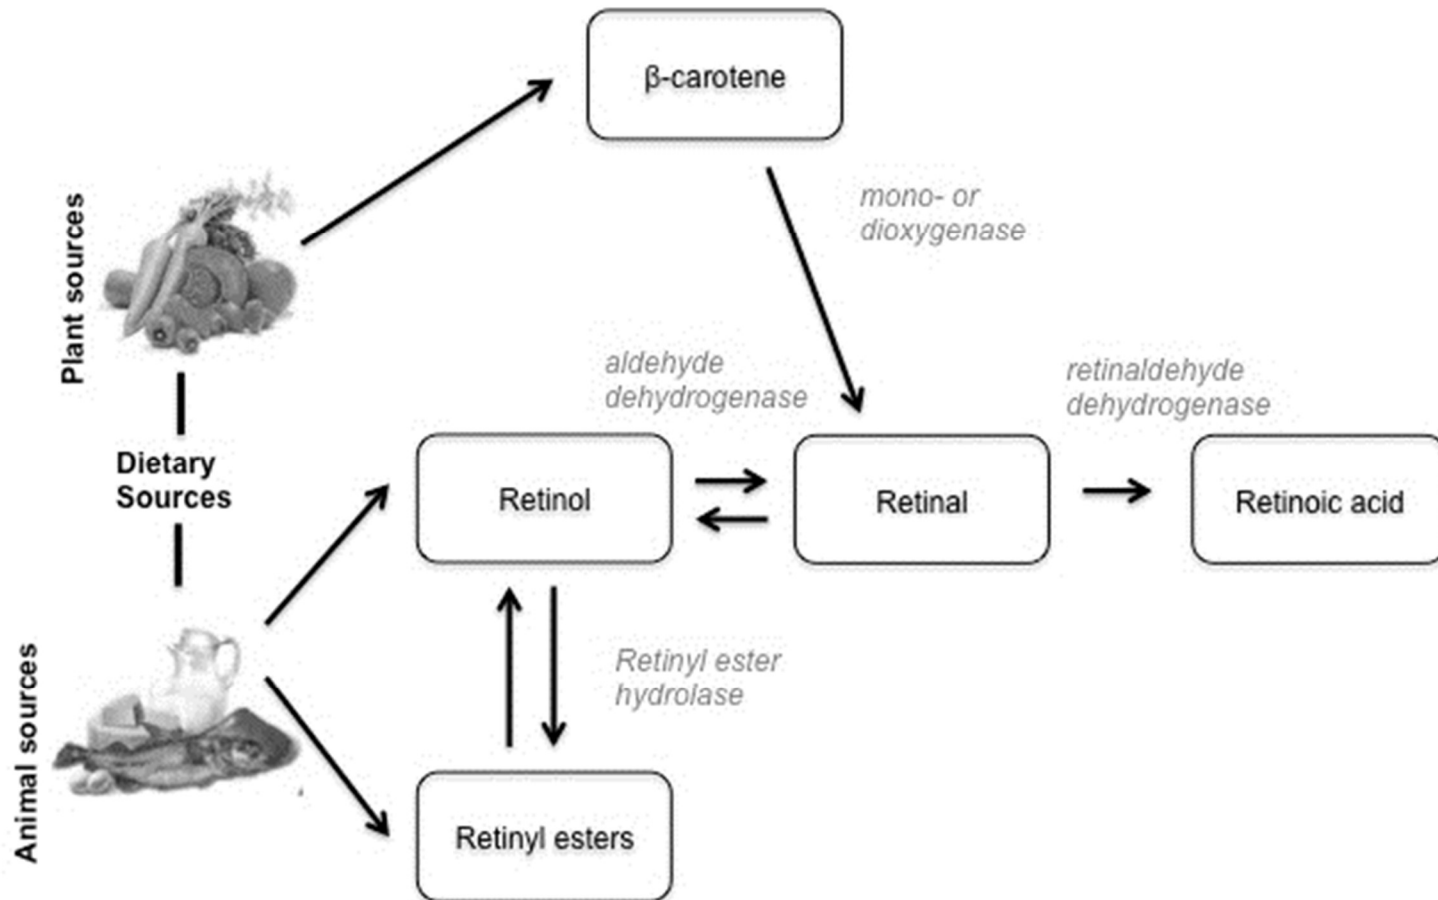 β-carotene
mono- or
dioxygenase
Plant sources
aldehyde
dehydrogenase
retinaldehyde
dehydrogenase
Dietary
Sources
Retinol
Retinal
Retinoic acid
Retinyl ester
hydrolase
Animal sources
Retinyl esters